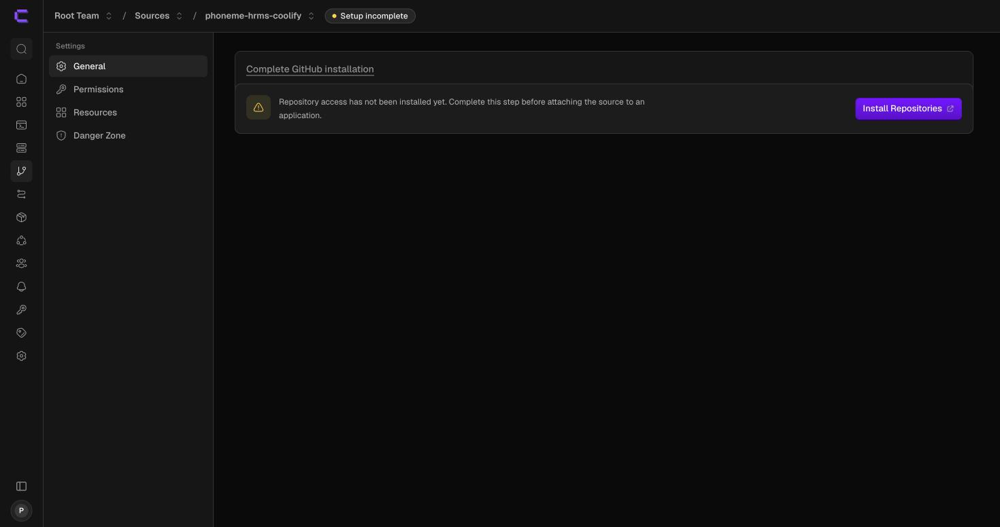 Root Team / Sources / phoneme-hrms-coolify Setup incomplete
Settings
General
Permissions
Resources
Danger Zone
Complete GitHub installation
Repository access has not been installed yet. Complete this step before attaching the source to an
application.
Install Repositories
P